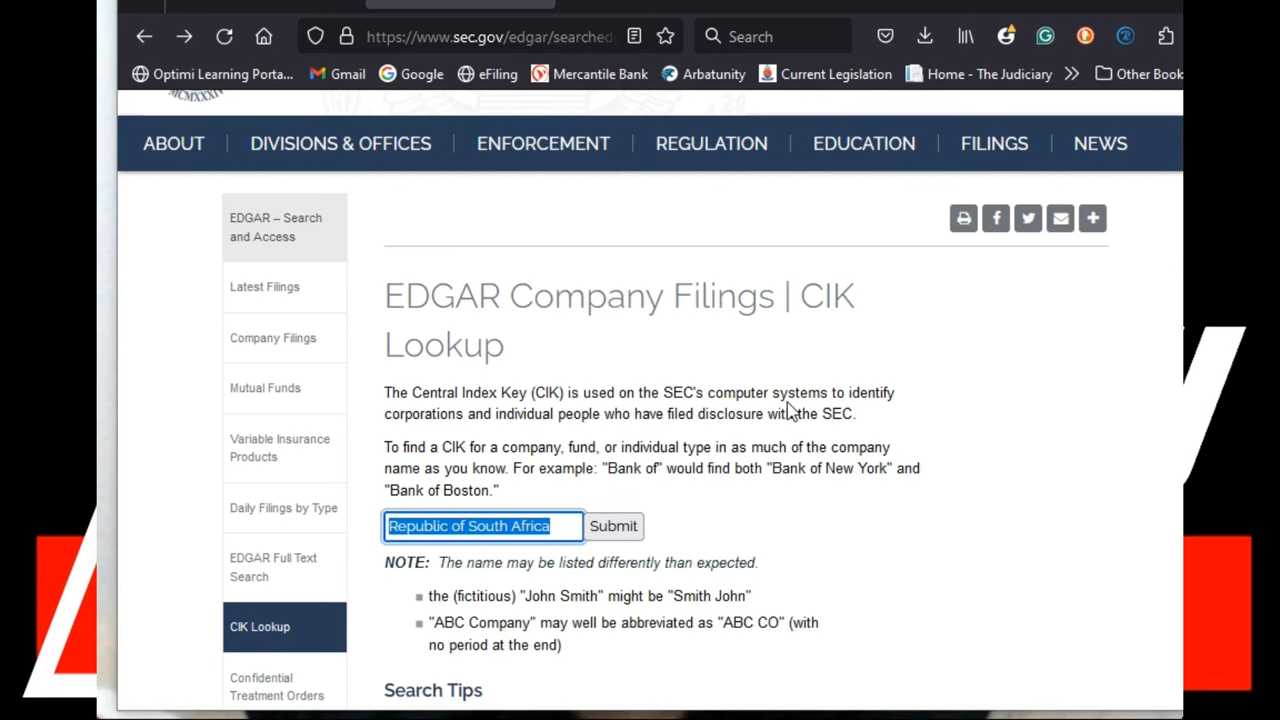 https://www.sec.gov/edgar/searched
Search
Optimi Learning Porta...
Gmail
Google
eFiling
Mercantile Bank
Arbatunity
Current Legislation
Home - The Judiciary
Other Book
MCMXXXIV
ABOUT
DIVISIONS & OFFICES
ENFORCEMENT
REGULATION
EDUCATION
FILINGS
NEWS
EDGAR – Search
and Access
Latest Filings
Company Filings
Mutual Funds
Variable Insurance
Products
Daily Filings by Type
EDGAR Full Text
Search
CIK Lookup
Confidential
Treatment Orders
EDGAR Company Filings | CIK
Lookup
The Central Index Key (CIK) is used on the SEC's computer systems to identify
corporations and individual people who have filed disclosure with the SEC.
To find a CIK for a company, fund, or individual type in as much of the company
name as you know. For example: "Bank of" would find both "Bank of New York" and
"Bank of Boston."
Republic of South Africa
Submit
NOTE: The name may be listed differently than expected.
the (fictitious) "John Smith" might be "Smith John"
"ABC Company" may well be abbreviated as "ABC CO" (with
no period at the end)
Search Tips